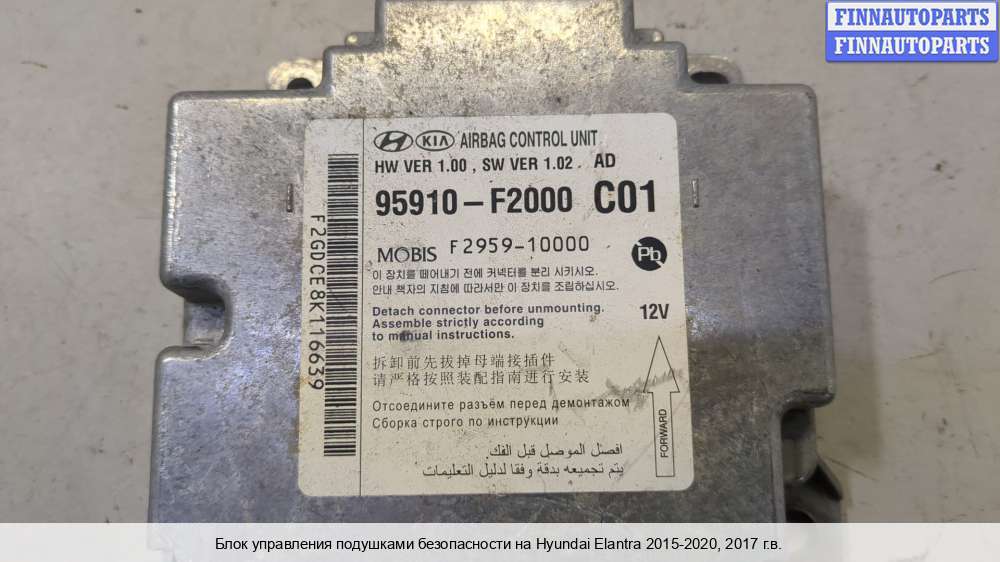 FINNAUTOPARTS
FINNAUTOPARTS
KIA AIRBAG CONTROL UNIT
HW VER 1.00 , SW VER 1.02 . AD
95910-F2000 C01
MOBIS F2959-10000
Pb
이 장치를 떼어내기 전에 커넥터를 분리 시키시오.
안내 책자의 지침에 따라서만 이 장치를 조립하십시오.
Detach connector before unmounting.
Assemble strictly according
to manual instructions.
12V
拆卸前先拔掉母端接插件
请严格按照装配指南进行安装
Отсоедините разъём перед демонтажом
Сборка строго по инструкции
افصل الموصل قبل الفك.
يتم تجميعه بدقة وفقا لدليل التعليمات
FORWARD
F2GDCE8K116639
Блок управления подушками безопасности на Hyundai Elantra 2015-2020, 2017 г.в.